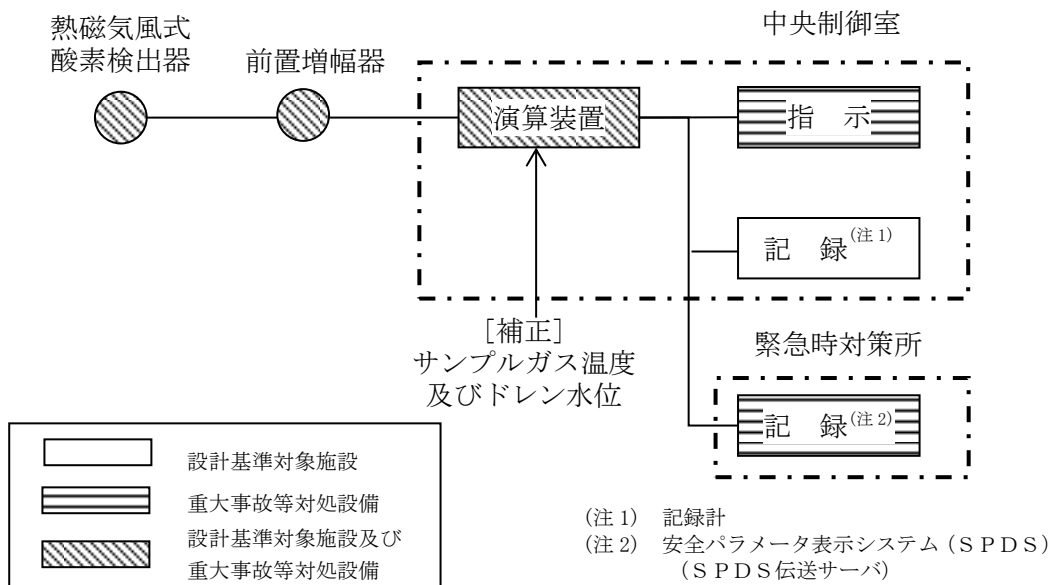 中央制御室
熱磁気風式
酸素検出器
前置増幅器
演算装置
指　示
記　録(注1)
［補正］
サンプルガス温度
及びドレン水位
緊急時対策所
記　録(注2)
設計基準対象施設
重大事故等対処設備
設計基準対象施設及び
重大事故等対処設備
(注1)　記録計
(注2)　安全パラメータ表示システム（ＳＰＤＳ）
（ＳＰＤＳ伝送サーバ）